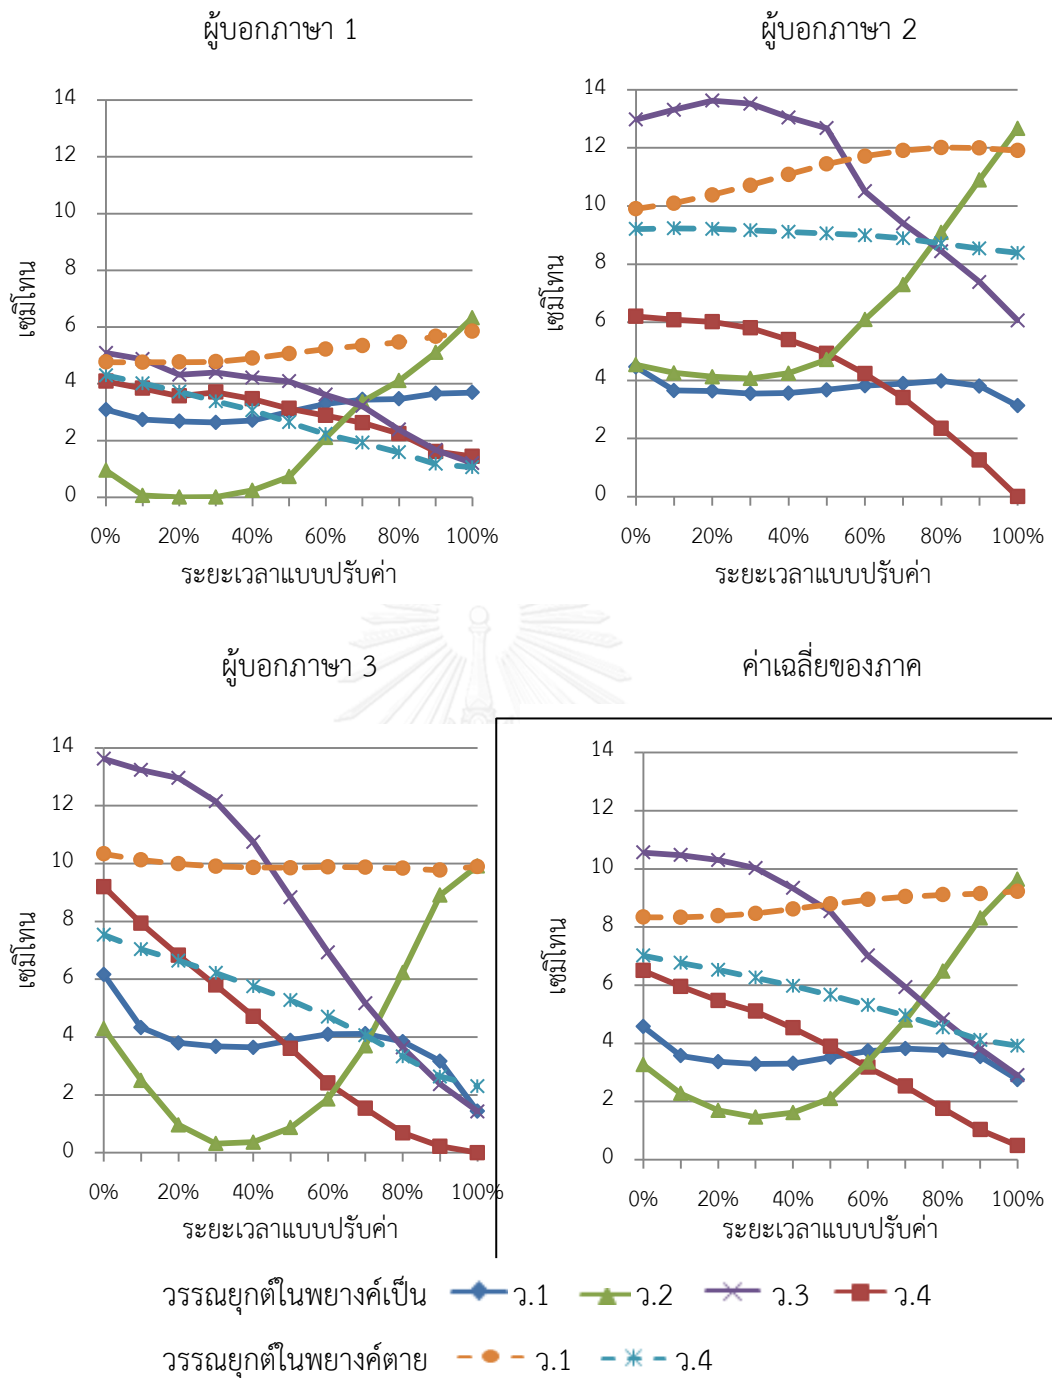 ผู้บอกภาษา 1
14
12
10
8
6
4
2
0
เซมิโทน
0% 20% 40% 60% 80% 100%
ระยะเวลาแบบปรับค่า
ผู้บอกภาษา 2
14
12
10
8
6
4
2
0
เซมิโทน
0% 20% 40% 60% 80% 100%
ระยะเวลาแบบปรับค่า
ผู้บอกภาษา 3
14
12
10
8
6
4
2
0
เซมิโทน
0% 20% 40% 60% 80% 100%
ระยะเวลาแบบปรับค่า
ค่าเฉลี่ยของภาค
14
12
10
8
6
4
2
0
เซมิโทน
0% 20% 40% 60% 80% 100%
ระยะเวลาแบบปรับค่า
วรรณยุกต์ในพยางค์เป็น ว.1 ว.2 ว.3 ว.4
วรรณยุกต์ในพยางค์ตาย ว.1 ว.4